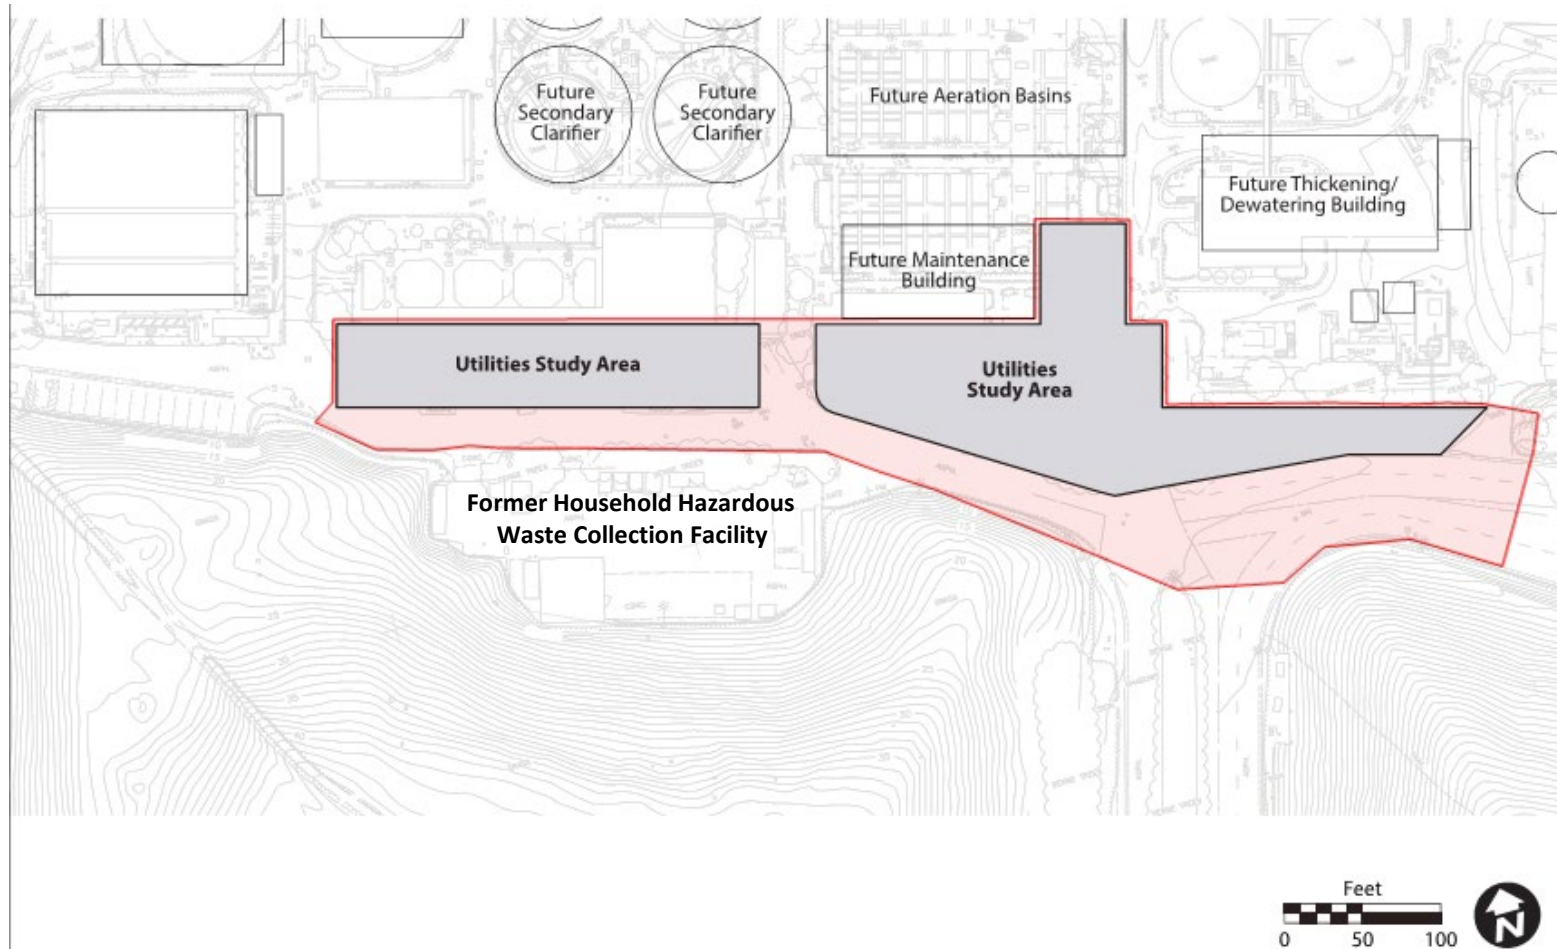 Future
Secondary
Clarifier
Future
Secondary
Clarifier
Future Aeration Basins
Future Thickening/
Dewatering Building
Future Maintenance
Building
Utilities Study Area
Utilities
Study Area
Former Household Hazardous
Waste Collection Facility
Feet
0 50 100
N